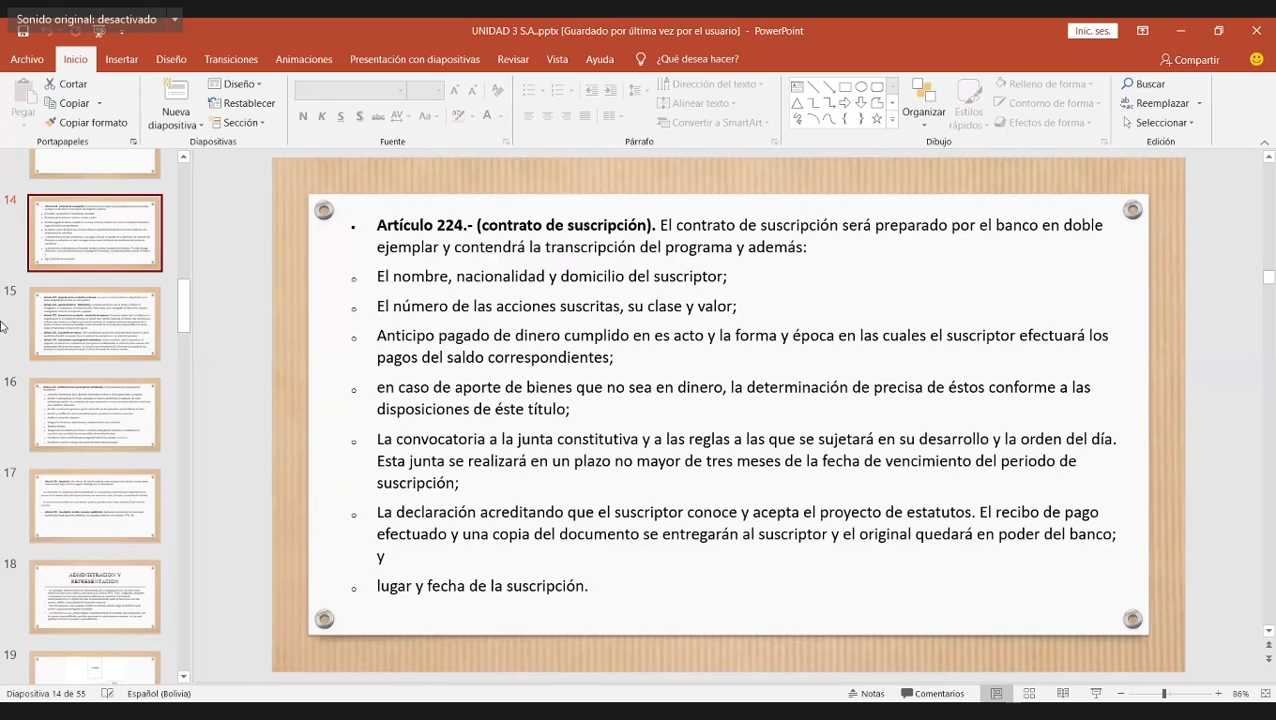 Sonido original: desactivado
UNIDAD 3 S.A..pptx [Guardado por última vez por el usuario] - PowerPoint
Inic. ses.
Archivo Inicio Insertar Diseño Transiciones Animaciones Presentación con diapositivas Revisar Vista Ayuda ¿Qué desea hacer? Compartir
Pegar
Cortar
Copiar
Copiar formato
Portapapeles
Nueva
diapositiva
Diseño
Restablecer
Sección
Diapositivas
N K S S abc AV Aa A
Fuente
Dirección del texto
Alinear texto
Convertir a SmartArt
Párrafo
Organizar
Estilos
rápidos
Relleno de forma
Contorno de forma
Efectos de forma
Dibujo
Buscar
Reemplazar
Seleccionar
Edición
14
15
16
17
18
ADMINISTRACION Y
REPRESENTACIÓN
19
Artículo 224.- (contrato de suscripción). El contrato de suscripción será preparado por el banco en doble
ejemplar y contendrá la transcripción del programa y además:
El nombre, nacionalidad y domicilio del suscriptor;
El número de las acciones suscritas, su clase y valor;
Anticipo pagado de dinero cumplido en es acto y la forma y época en las cuales el suscriptor efectuará los
pagos del saldo correspondientes;
en caso de aporte de bienes que no sea en dinero, la determinación de precisa de éstos conforme a las
disposiciones de este título;
La convocatoria a la junta constitutiva y a las reglas a las que se sujetará en su desarrollo y la orden del día.
Esta junta se realizará en un plazo no mayor de tres meses de la fecha de vencimiento del periodo de
suscripción;
La declaración acreditando que el suscriptor conoce y acepta el proyecto de estatutos. El recibo de pago
efectuado y una copia del documento se entregarán al suscriptor y el original quedará en poder del banco;
y
lugar y fecha de la suscripción.
Diapositiva 14 de 55 Español (Bolivia) Notas Comentarios 86%